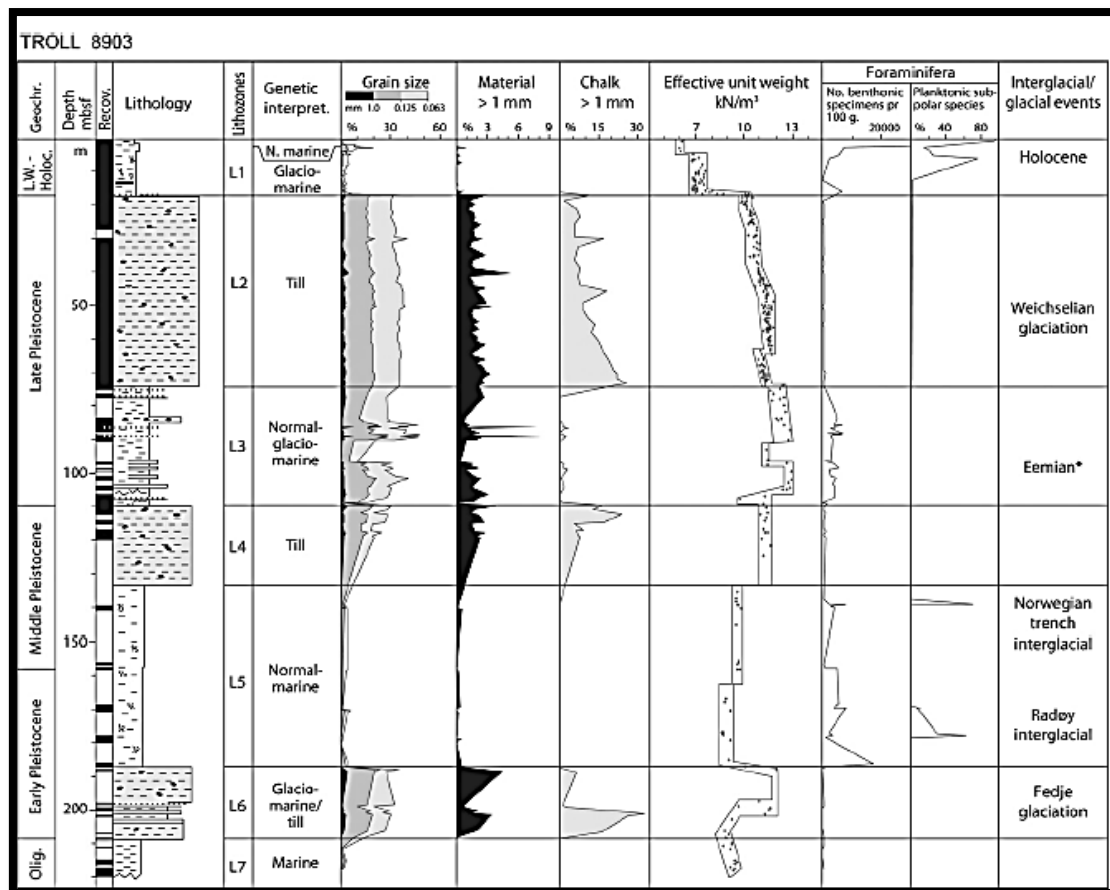 TROLL 8903
Geochr.
Depth
mbsf
Recov.
Lithology
Lithozones
Genetic
interpret.
Grain size
mm 1.0 0.125 0.063
% 30 60
Material
> 1 mm
% 3 6 9
Chalk
> 1 mm
% 15 30
Effective unit weight
kN/m³
7 10 13
Foraminifera
No. benthonic
specimens pr
100 g.
20000
Planktonic sub-
polar species
% 40 80
Interglacial/
glacial events
L.W.-
Holoc.
Late Pleistocene
Middle Pleistocene
Early Pleistocene
Olig.
m
50
100
150
200
L1
L2
L3
L4
L5
L6
L7
N. marine
Glacio-
marine
Till
Normal-
glacio-
marine
Till
Normal-
marine
Glacio-
marine/
till
Marine
Holocene
Weichselian
glaciation
Eemian*
Norwegian
trench
interglacial
Radøy
interglacial
Fedje
glaciation